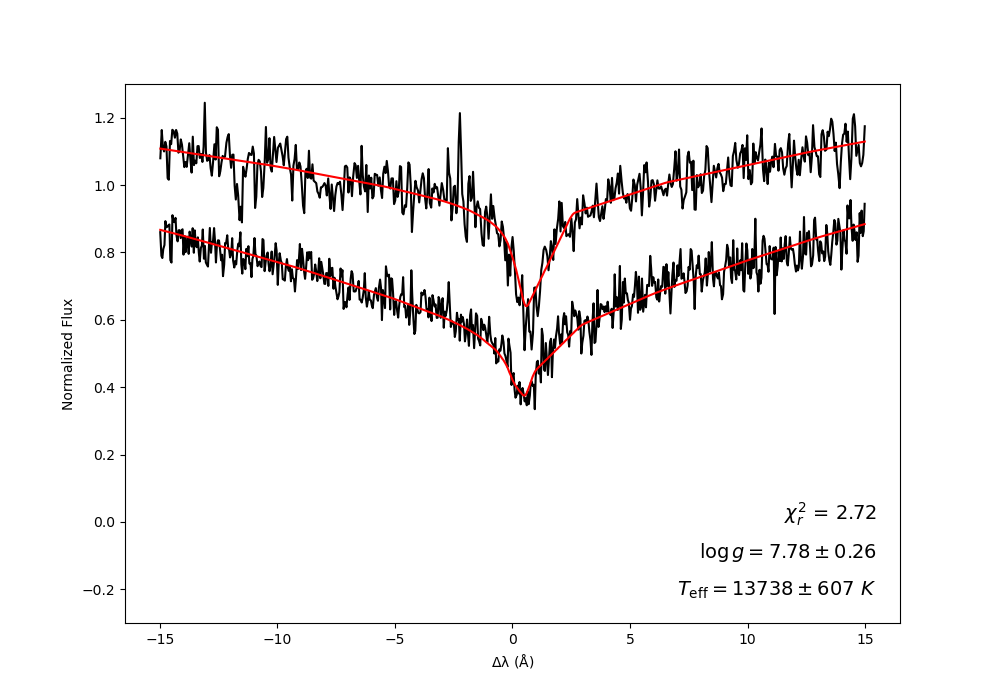 1.2
1.0
0.8
0.6
0.4
0.2
0.0
−0.2
Normalized Flux
χ²ᵣ = 2.72
log g = 7.78 ± 0.26
T_eff = 13738 ± 607 K
−15 −10 −5 0 5 10 15
Δλ (Å)